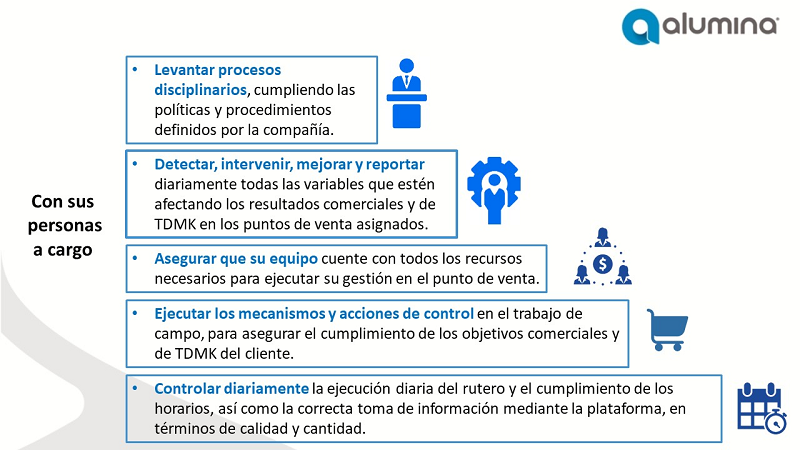 alumina
• Levantar procesos
disciplinarios, cumpliendo las
políticas y procedimientos
definidos por la compañía.
• Detectar, intervenir, mejorar y reportar
diariamente todas las variables que estén
afectando los resultados comerciales y de
TDMK en los puntos de venta asignados.
Con sus
personas
a cargo
• Asegurar que su equipo cuente con todos los recursos
necesarios para ejecutar su gestión en el punto de venta.
$
• Ejecutar los mecanismos y acciones de control en el trabajo de
campo, para asegurar el cumplimiento de los objetivos comerciales y
de TDMK del cliente.
• Controlar diariamente la ejecución diaria del rutero y el cumplimiento de los
horarios, así como la correcta toma de información mediante la plataforma, en
términos de calidad y cantidad.